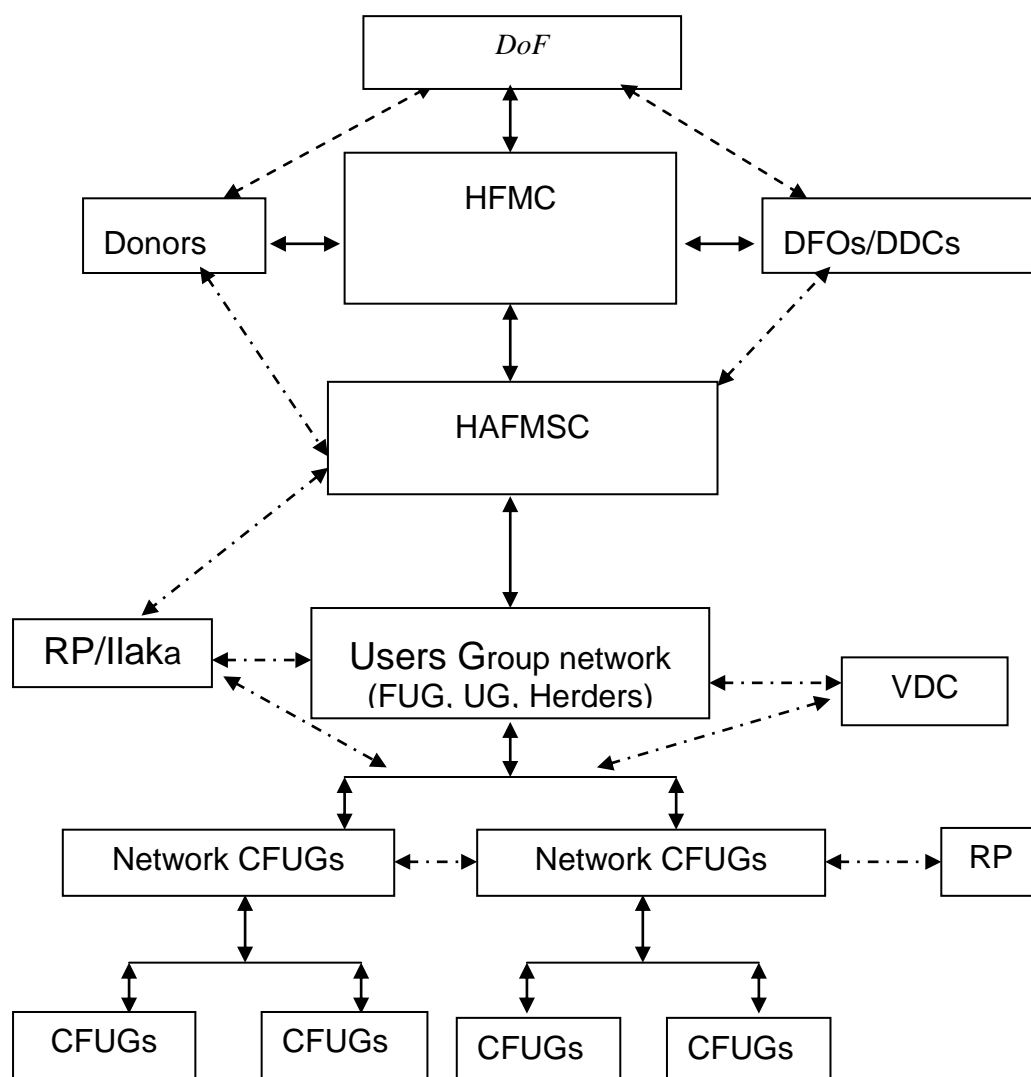 DoF
HFMC
Donors
DFOs/DDCs
HAFMSC
RP/Ilaka
Users Group network
(FUG, UG, Herders)
VDC
Network CFUGs
Network CFUGs
RP
CFUGs
CFUGs
CFUGs
CFUGs